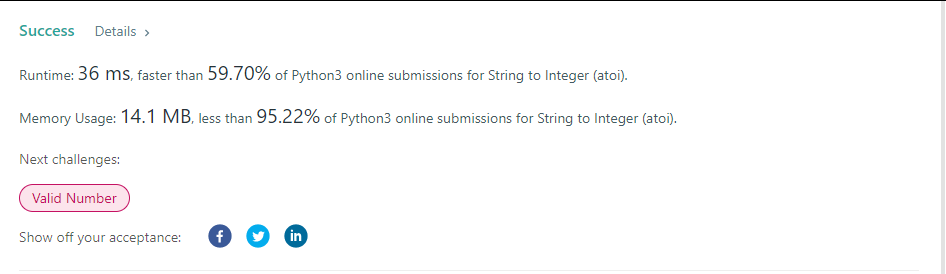 Success Details >
Runtime: 36 ms, faster than 59.70% of Python3 online submissions for String to Integer (atoi).
Memory Usage: 14.1 MB, less than 95.22% of Python3 online submissions for String to Integer (atoi).
Next challenges:
Valid Number
Show off your acceptance: f in